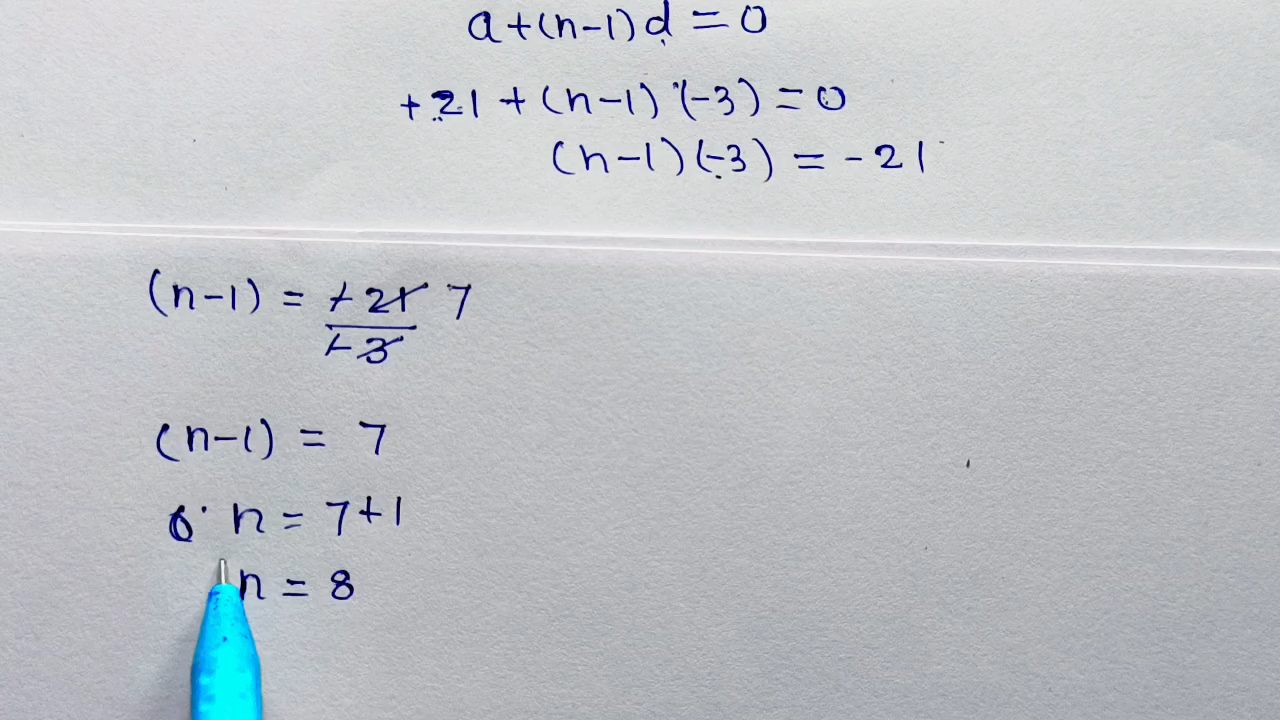 a+(n-1)d=0
+21+(n-1)(-3)=0
(n-1)(-3)=-21
(n-1)=-21/-3 7
(n-1)=7
n=7+1
n=8